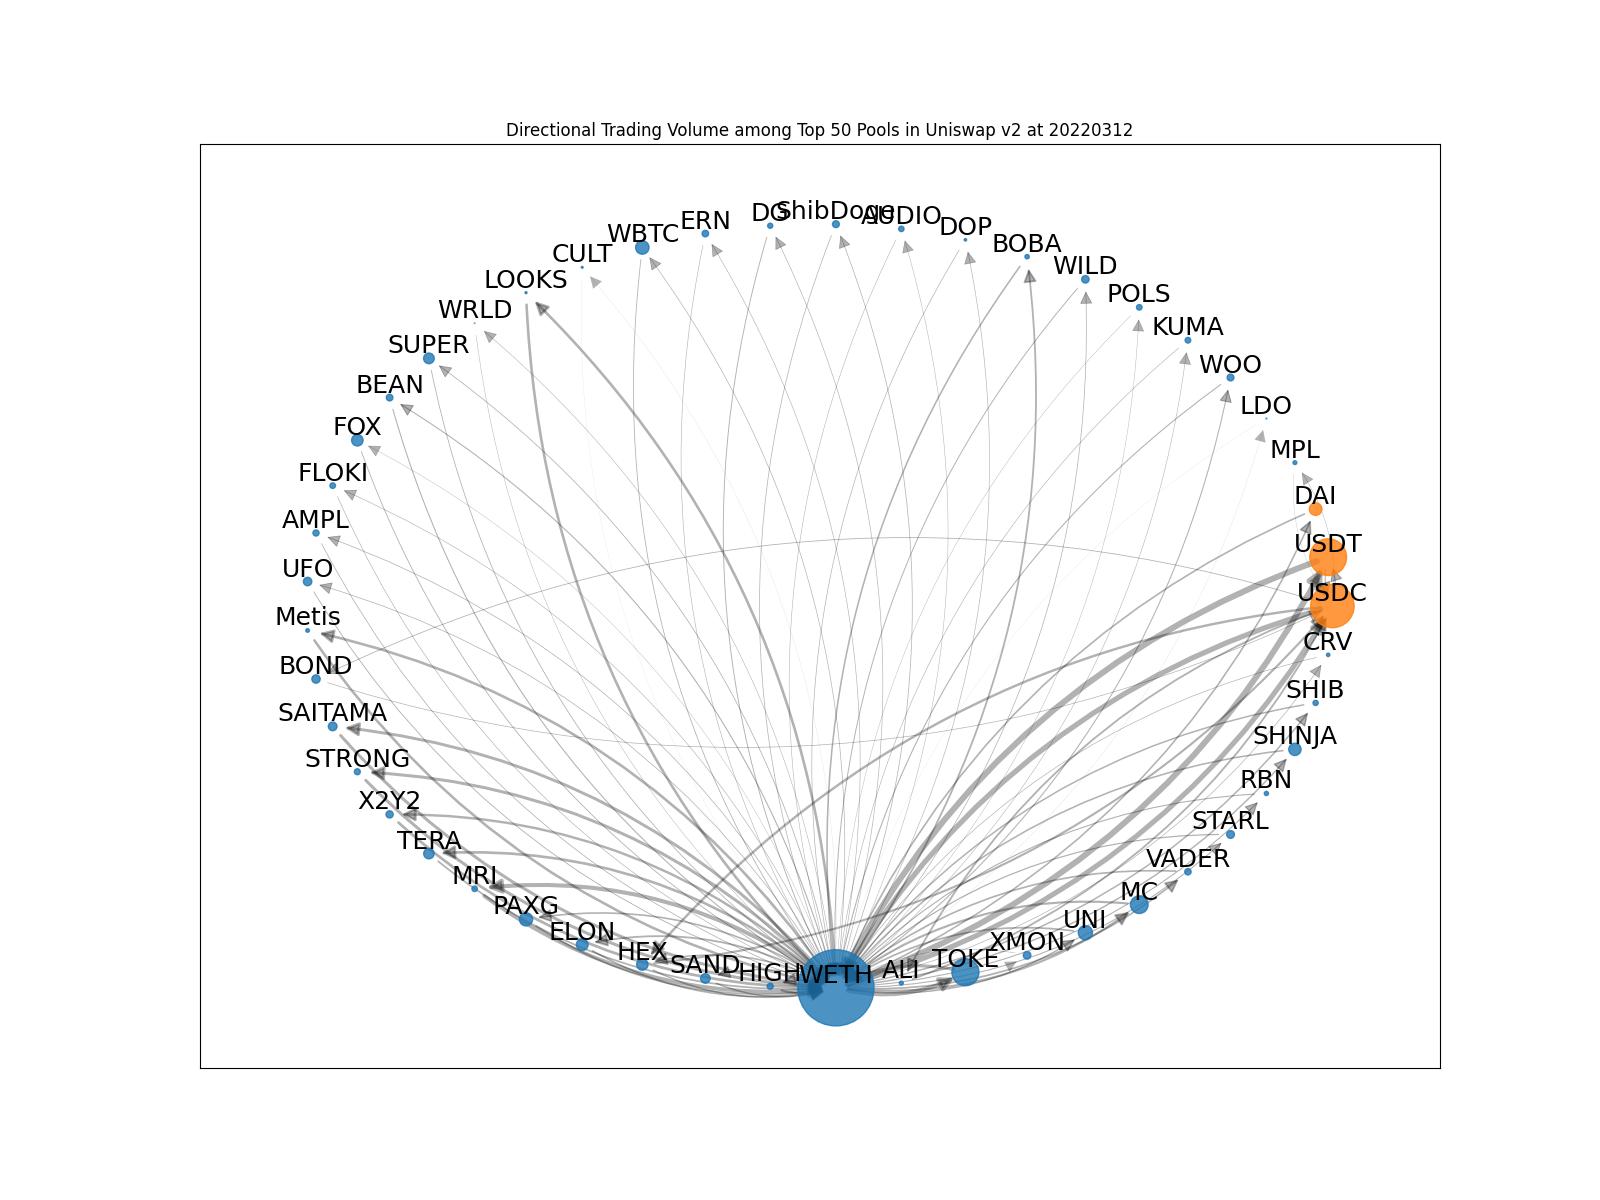 Directional Trading Volume among Top 50 Pools in Uniswap v2 at 20220312
DG
ShibDoge
AUDIO
ERN
DOP
WBTC
BOBA
CULT
WILD
LOOKS
POLS
WRLD
KUMA
SUPER
WOO
BEAN
LDO
FOX
MPL
FLOKI
DAI
AMPL
USDT
UFO
USDC
Metis
CRV
BOND
SHIB
SAITAMA
SHINJA
STRONG
RBN
X2Y2
STARL
TERA
VADER
MRI
MC
PAXG
UNI
ELON
XMON
HEX
TOKE
SAND
ALI
HIGH
WETH